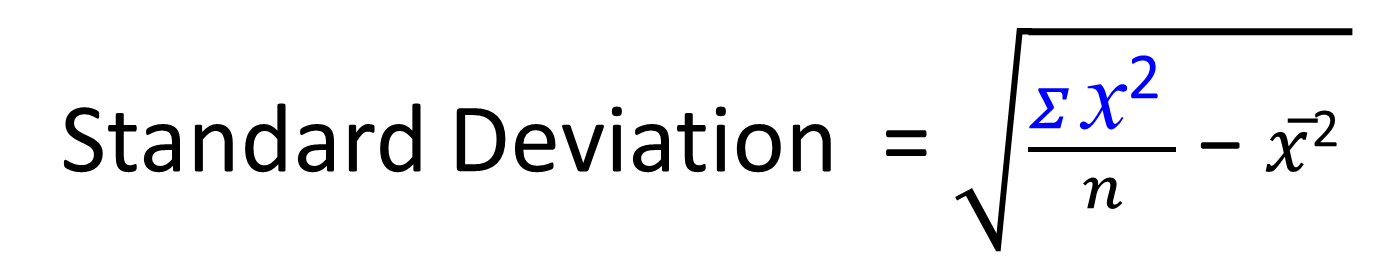 Standard Deviation = √(Σx²/n − x̄²)